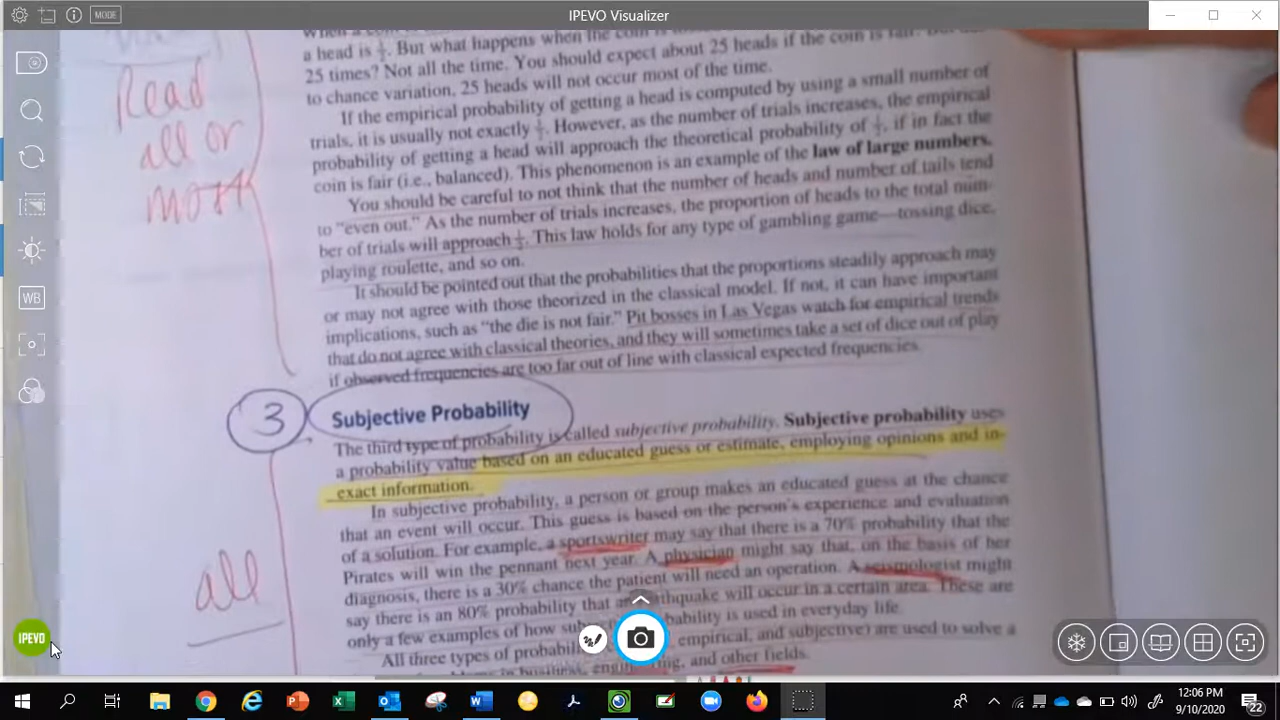 IPEVO Visualizer
MODE
Read
all or
most
When a coin is
a head is ½. But what happens when the coin is
25 times? Not all the time. You should expect about 25 heads if the coin is fair.
to chance variation, 25 heads will not occur most of the time.
If the empirical probability of getting a head is computed by using a small number of
trials, it is usually not exactly ½. However, as the number of trials increases, the empirical
probability of getting a head will approach the theoretical probability of ½, if in fact the
coin is fair (i.e., balanced). This phenomenon is an example of the law of large numbers.
You should be careful to not think that the number of heads and number of tails tend
to “even out.” As the number of trials increases, the proportion of heads to the total num-
ber of trials will approach ½. This law holds for any type of gambling game—tossing dice,
playing roulette, and so on.
It should be pointed out that the probabilities that the proportions steadily approach may
or may not agree with those theorized in the classical model. If not, it can have important
implications, such as “the die is not fair.” Pit bosses in Las Vegas watch for empirical trends
that do not agree with classical theories, and they will sometimes take a set of dice out of play
if observed frequencies are too far out of line with classical expected frequencies.
3 Subjective Probability
The third type of probability is called subjective probability. Subjective probability uses
a probability value based on an educated guess or estimate, employing opinions and in-
exact information.
In subjective probability, a person or group makes an educated guess at the chance
that an event will occur. This guess is based on the person's experience and evaluation
of a solution. For example, a sportswriter may say that there is a 70% probability that the
Pirates will win the pennant next year. A physician might say that, on the basis of her
diagnosis, there is a 30% chance the patient will need an operation. A seismologist might
say there is an 80% probability that an earthquake will occur in a certain area. These are
only a few examples of how sub probability is used in everyday life.
All three types of probabili empirical, and subjective) are used to solve a
in business, engineering, and other fields.
all
WB
IPEVO
12:06 PM
9/10/2020
22